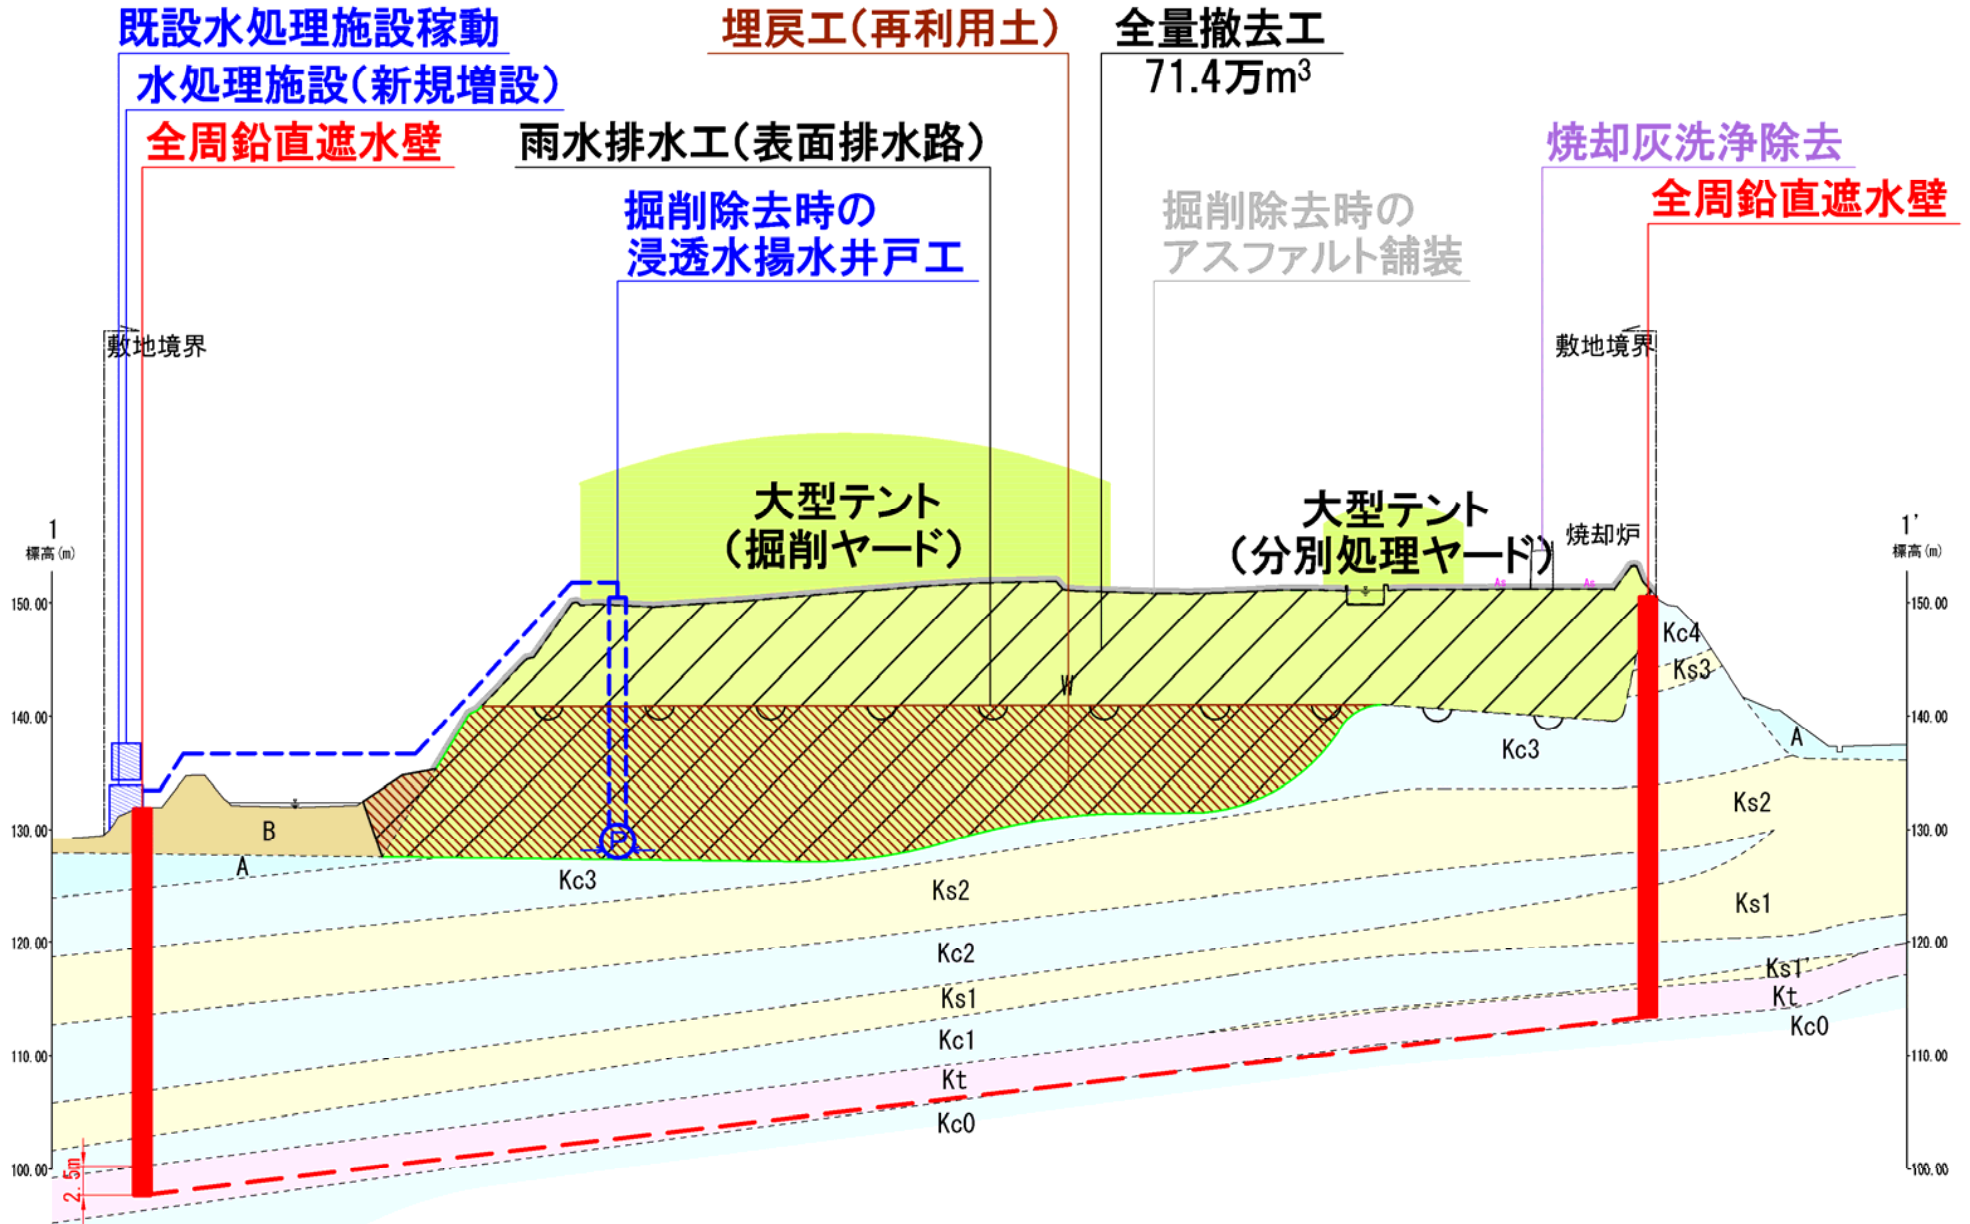 既設水処理施設稼動
水処理施設(新規増設)
全周鉛直遮水壁
埋戻工(再利用土)
全量撤去工
71.4万m³
雨水排水工(表面排水路)
掘削除去時の
浸透水揚水井戸工
掘削除去時の
アスファルト舗装
焼却灰洗浄除去
全周鉛直遮水壁
敷地境界
敷地境界
大型テント
(掘削ヤード)
大型テント
(分別処理ヤード)
焼却炉
As
As
1
標高(m)
150.00
140.00
130.00
120.00
110.00
100.00
1'
標高(m)
150.00
140.00
130.00
120.00
110.00
100.00
W
P
B
A
Kc3
Ks2
Kc2
Ks1
Kc1
Kt
Kc0
Kc4
Ks3
Kc3
A
Ks2
Ks1
Ks1'
Kt
Kc0
2.5m